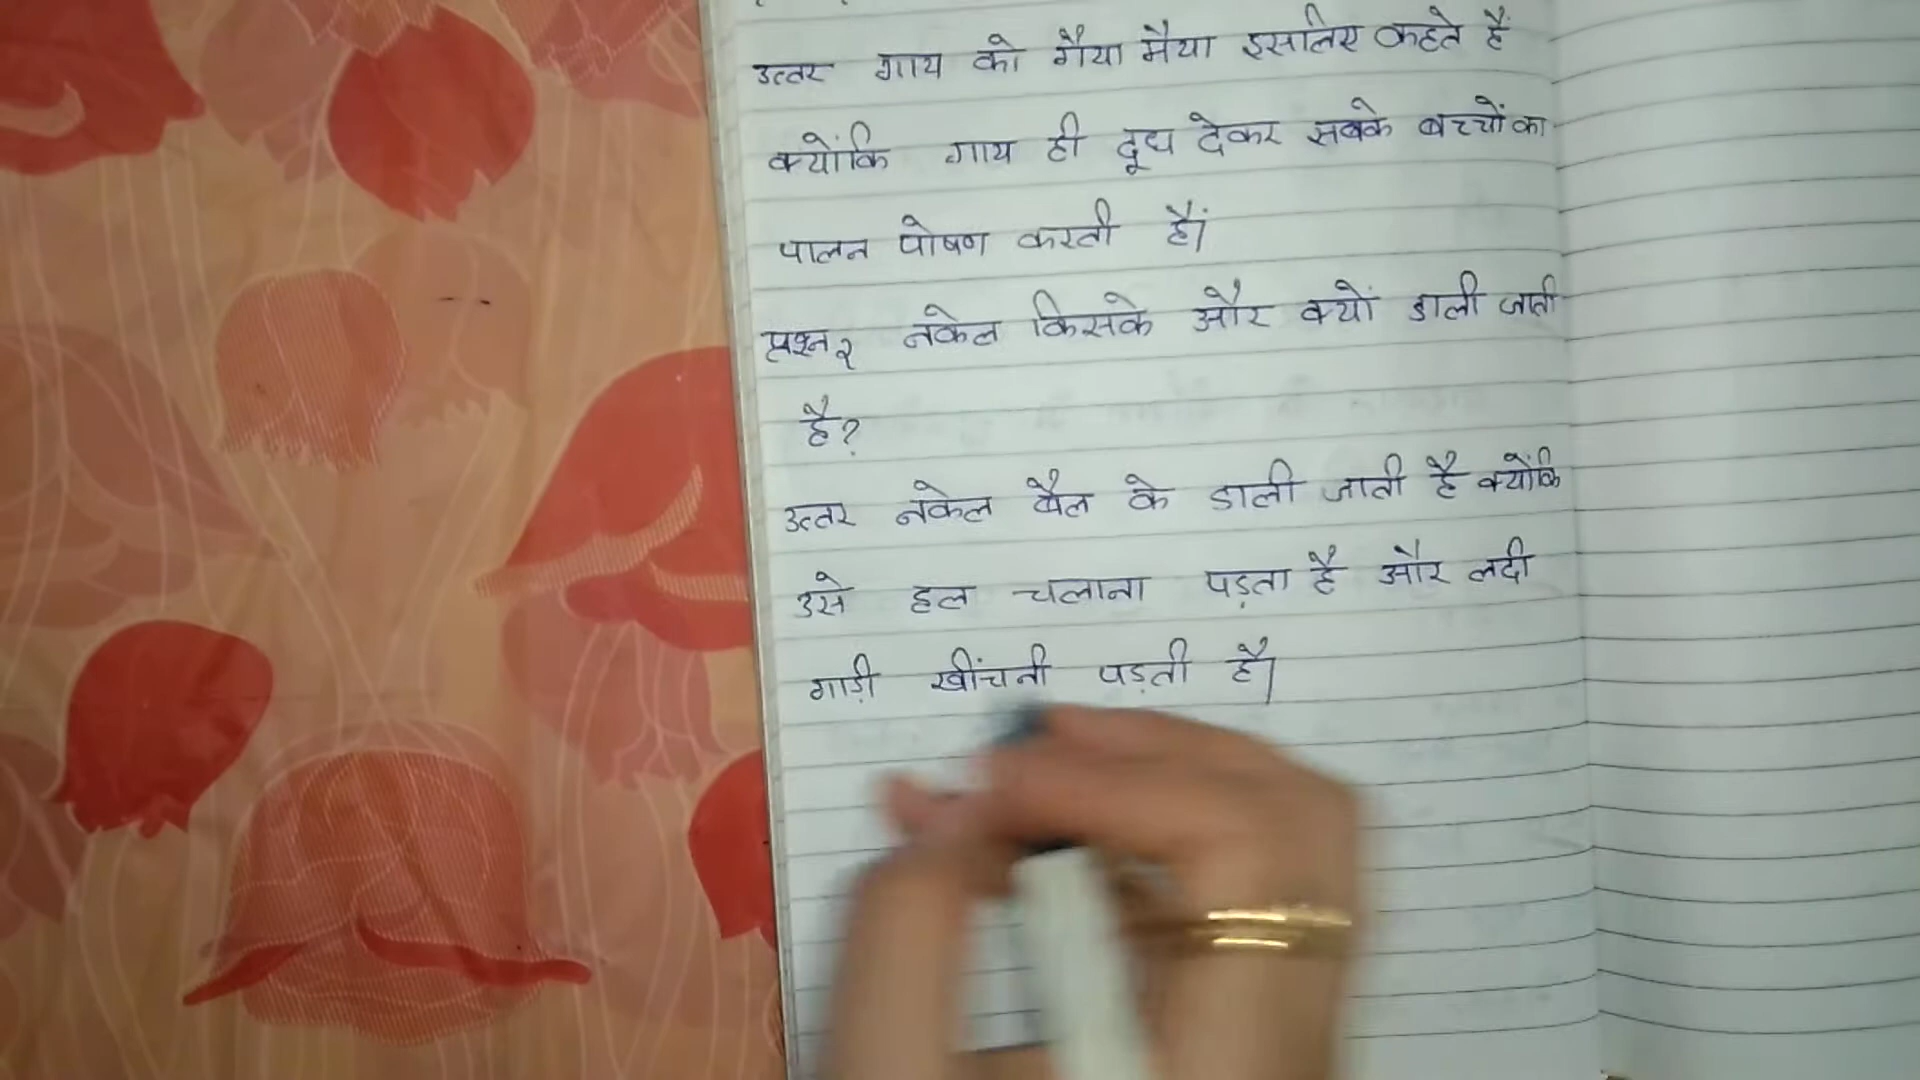 उत्तर गाय को गैया मैया इसलिए कहते हैं
क्योंकि गाय ही दूध देकर सबके बच्चों का
पालन पोषण करती हैं।
प्रश्न२ नकेल किसके और क्यों डाली जाती
है?
उत्तर नकेल बैल के डाली जाती है क्योंकि
उसे हल चलाना पड़ता है और लदी
गाड़ी खींचनी पड़ती है।